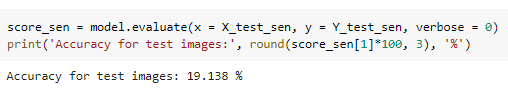 score_sen = model.evaluate(x = X_test_sen, y = Y_test_sen, verbose = 0)
print('Accuracy for test images:', round(score_sen[1]*100, 3), '%')
Accuracy for test images: 19.138 %